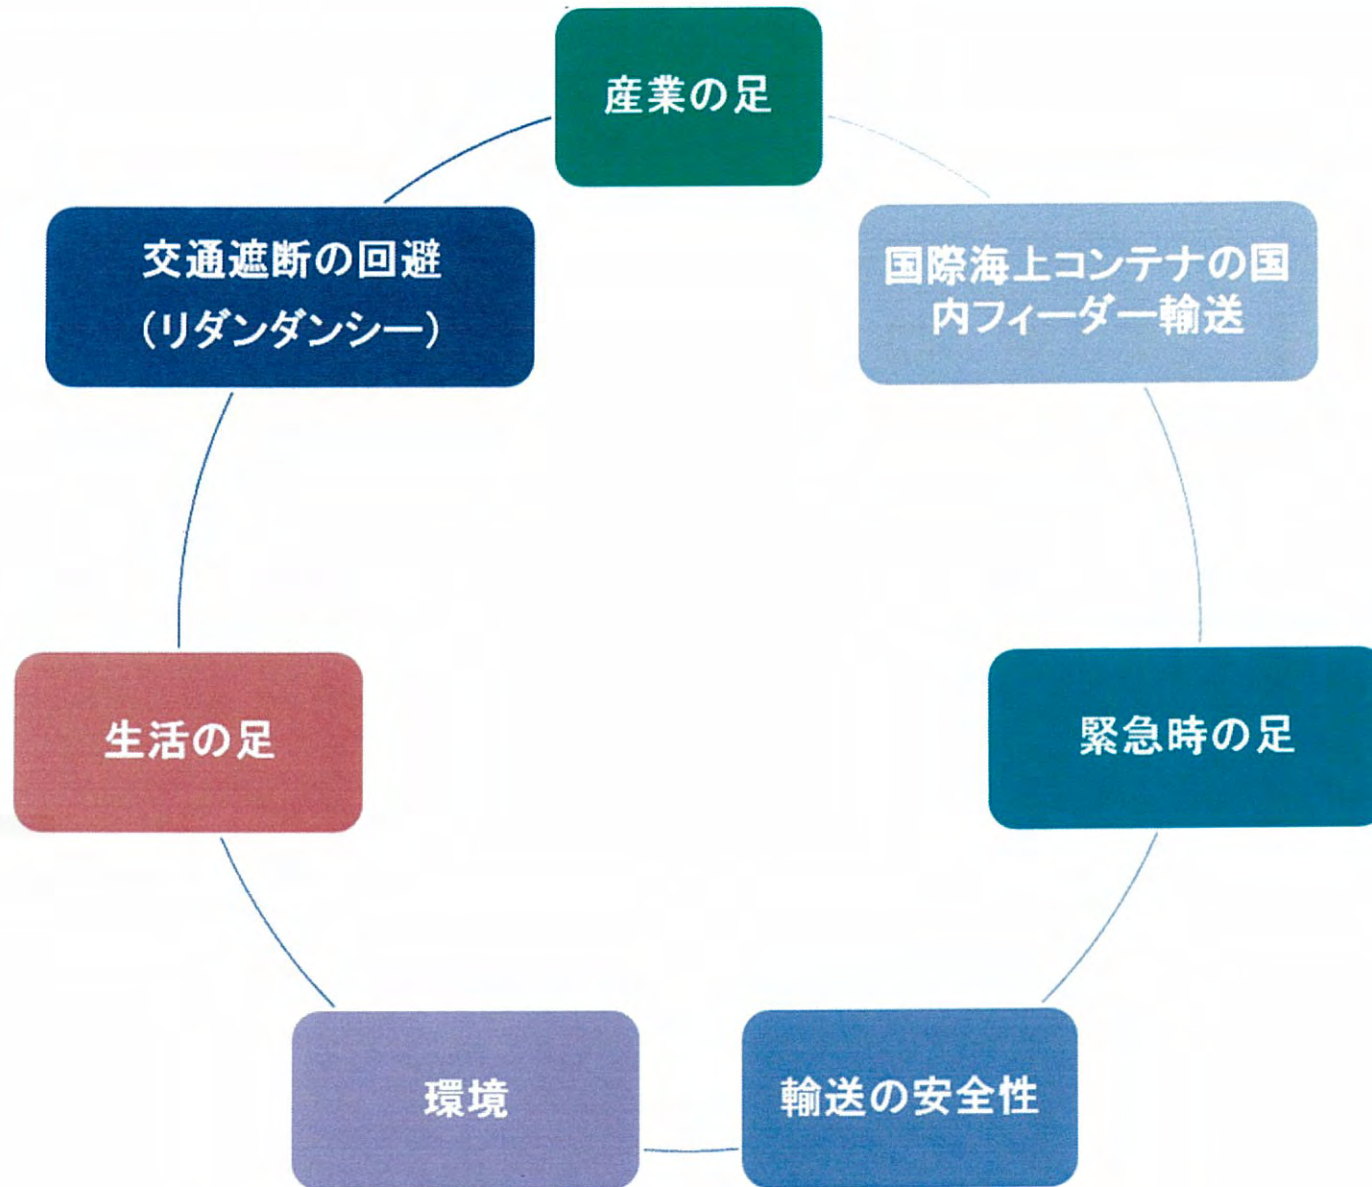 産業の足
国際海上コンテナの国
内フィーダー輸送
緊急時の足
輸送の安全性
環境
生活の足
交通遮断の回避
(リダンダンシー)